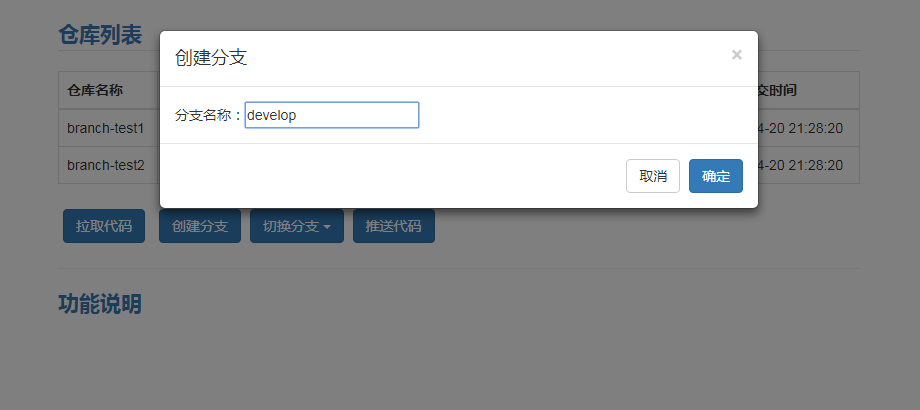 仓库列表
创建分支 ×
分支名称：develop
取消 确定
仓库名称 交时间
branch-test1 4-20 21:28:20
branch-test2 4-20 21:28:20
拉取代码 创建分支 切换分支 推送代码
功能说明